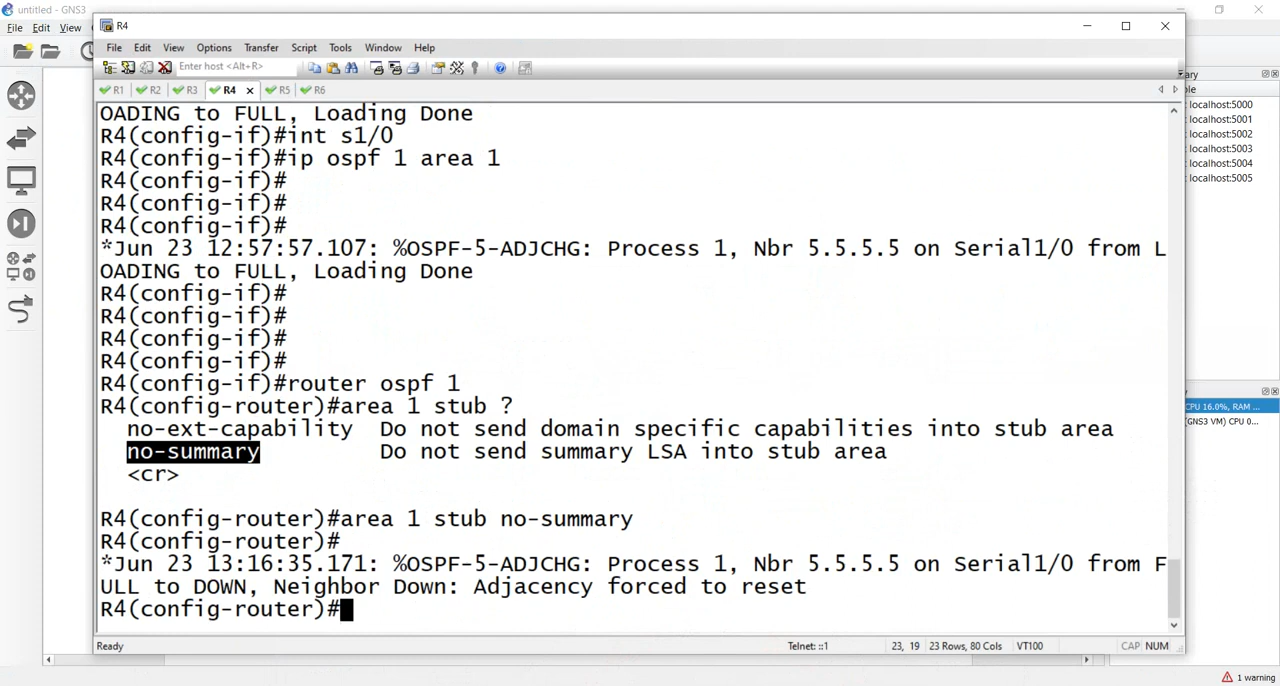 untitled - GNS3
File Edit View
R4
File Edit View Options Transfer Script Tools Window Help
Enter host <Alt+R>
R1 R2 R3 R4 R5 R6
OADING to FULL, Loading Done
R4(config-if)#int s1/0
R4(config-if)#ip ospf 1 area 1
R4(config-if)#
R4(config-if)#
R4(config-if)#
*Jun 23 12:57:57.107: %OSPF-5-ADJCHG: Process 1, Nbr 5.5.5.5 on Serial1/0 from L
OADING to FULL, Loading Done
R4(config-if)#
R4(config-if)#
R4(config-if)#
R4(config-if)#
R4(config-if)#router ospf 1
R4(config-router)#area 1 stub ?
no-ext-capability Do not send domain specific capabilities into stub area
no-summary Do not send summary LSA into stub area
<cr>
R4(config-router)#area 1 stub no-summary
R4(config-router)#
*Jun 23 13:16:35.171: %OSPF-5-ADJCHG: Process 1, Nbr 5.5.5.5 on Serial1/0 from F
ULL to DOWN, Neighbor Down: Adjacency forced to reset
R4(config-router)#
Ready Telnet: ::1 23, 19 23 Rows, 80 Cols VT100 CAP NUM
ary
le
localhost:5000
localhost:5001
localhost:5002
localhost:5003
localhost:5004
localhost:5005
CPU 16.0%, RAM ...
(GNS3 VM) CPU 0...
1 warning